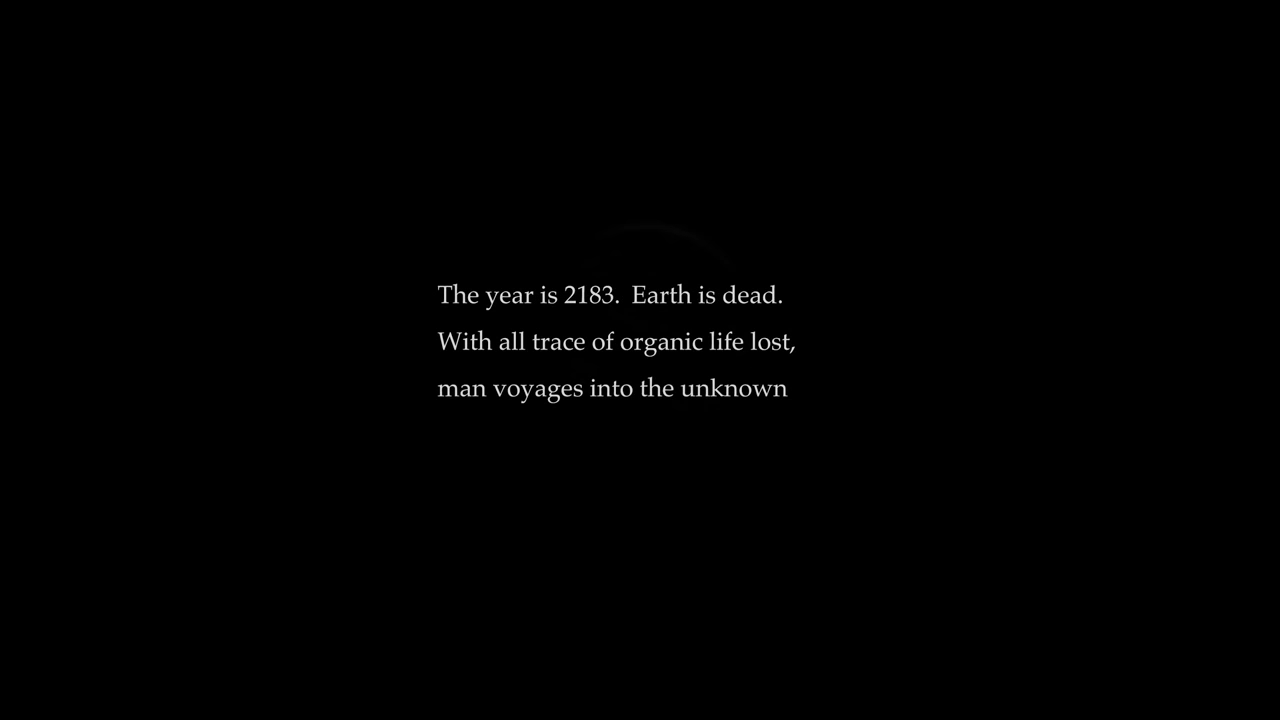 The year is 2183.  Earth is dead.
With all trace of organic life lost,
man voyages into the unknown